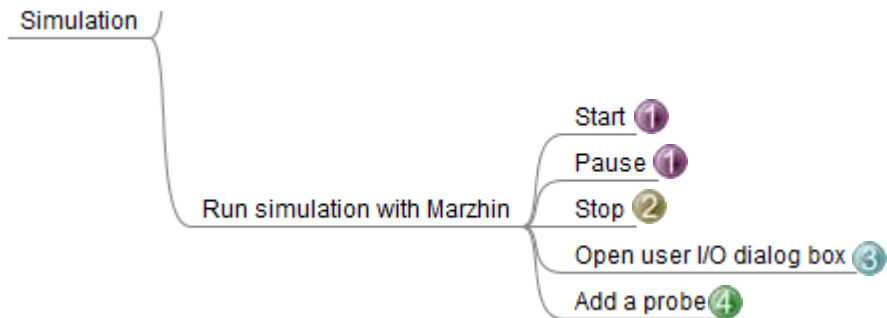 Simulation
Start 1
Pause 1
Run simulation with Marzhin
Stop 2
Open user I/O dialog box 3
Add a probe 4